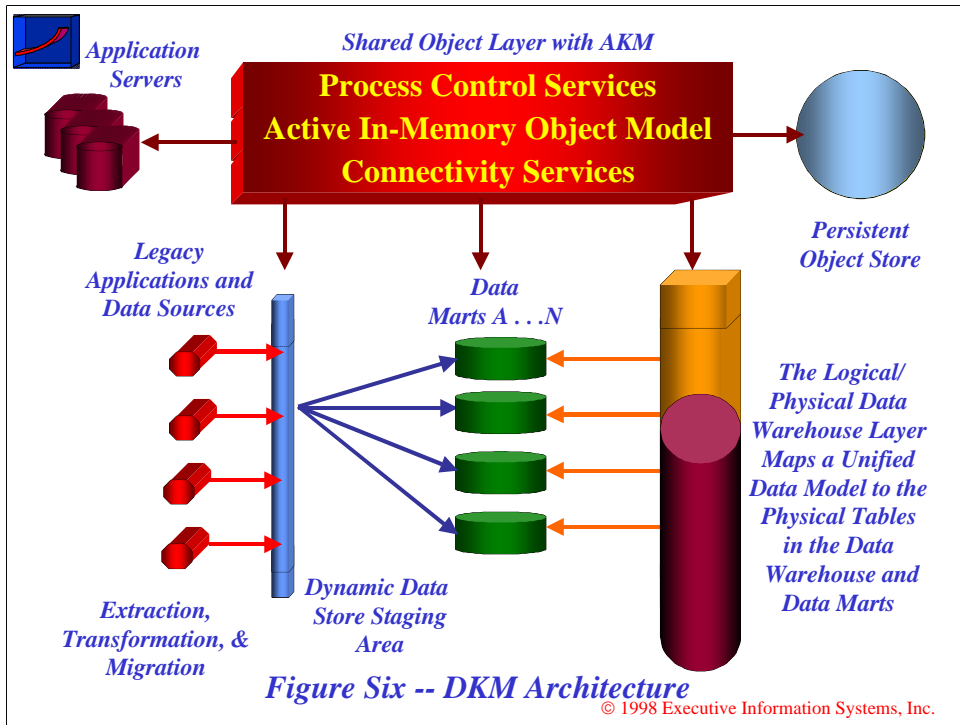 Shared Object Layer with AKM
Application
Servers
Process Control Services
Active In-Memory Object Model
Connectivity Services
Persistent
Object Store
Legacy
Applications and
Data Sources
Data
Marts A . . .N
The Logical/
Physical Data
Warehouse Layer
Maps a Unified
Data Model to the
Physical Tables
in the Data
Warehouse and
Data Marts
Dynamic Data
Store Staging
Area
Extraction,
Transformation, &
Migration
Figure Six -- DKM Architecture
© 1998 Executive Information Systems, Inc.